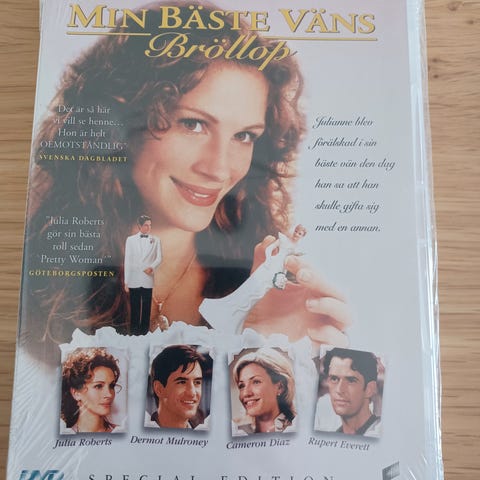 MIN BÄSTE VÄNS
Bröllop
Det är så här
vi vill se henne...
Hon är helt
OEMOTSTÅNDLIG"
SVENSKA DAGBLADET
"Julia Roberts
gör sin bästa
roll sedan
'Pretty Woman'"
GÖTEBORGSPOSTEN
Julianne blev
förälskad i sin
bäste vän den dag
han sa att han
skulle gifta sig
med en annan.
Julia Roberts
Dermot Mulroney
Cameron Diaz
Rupert Everett
DVD
SPECIAL EDITION